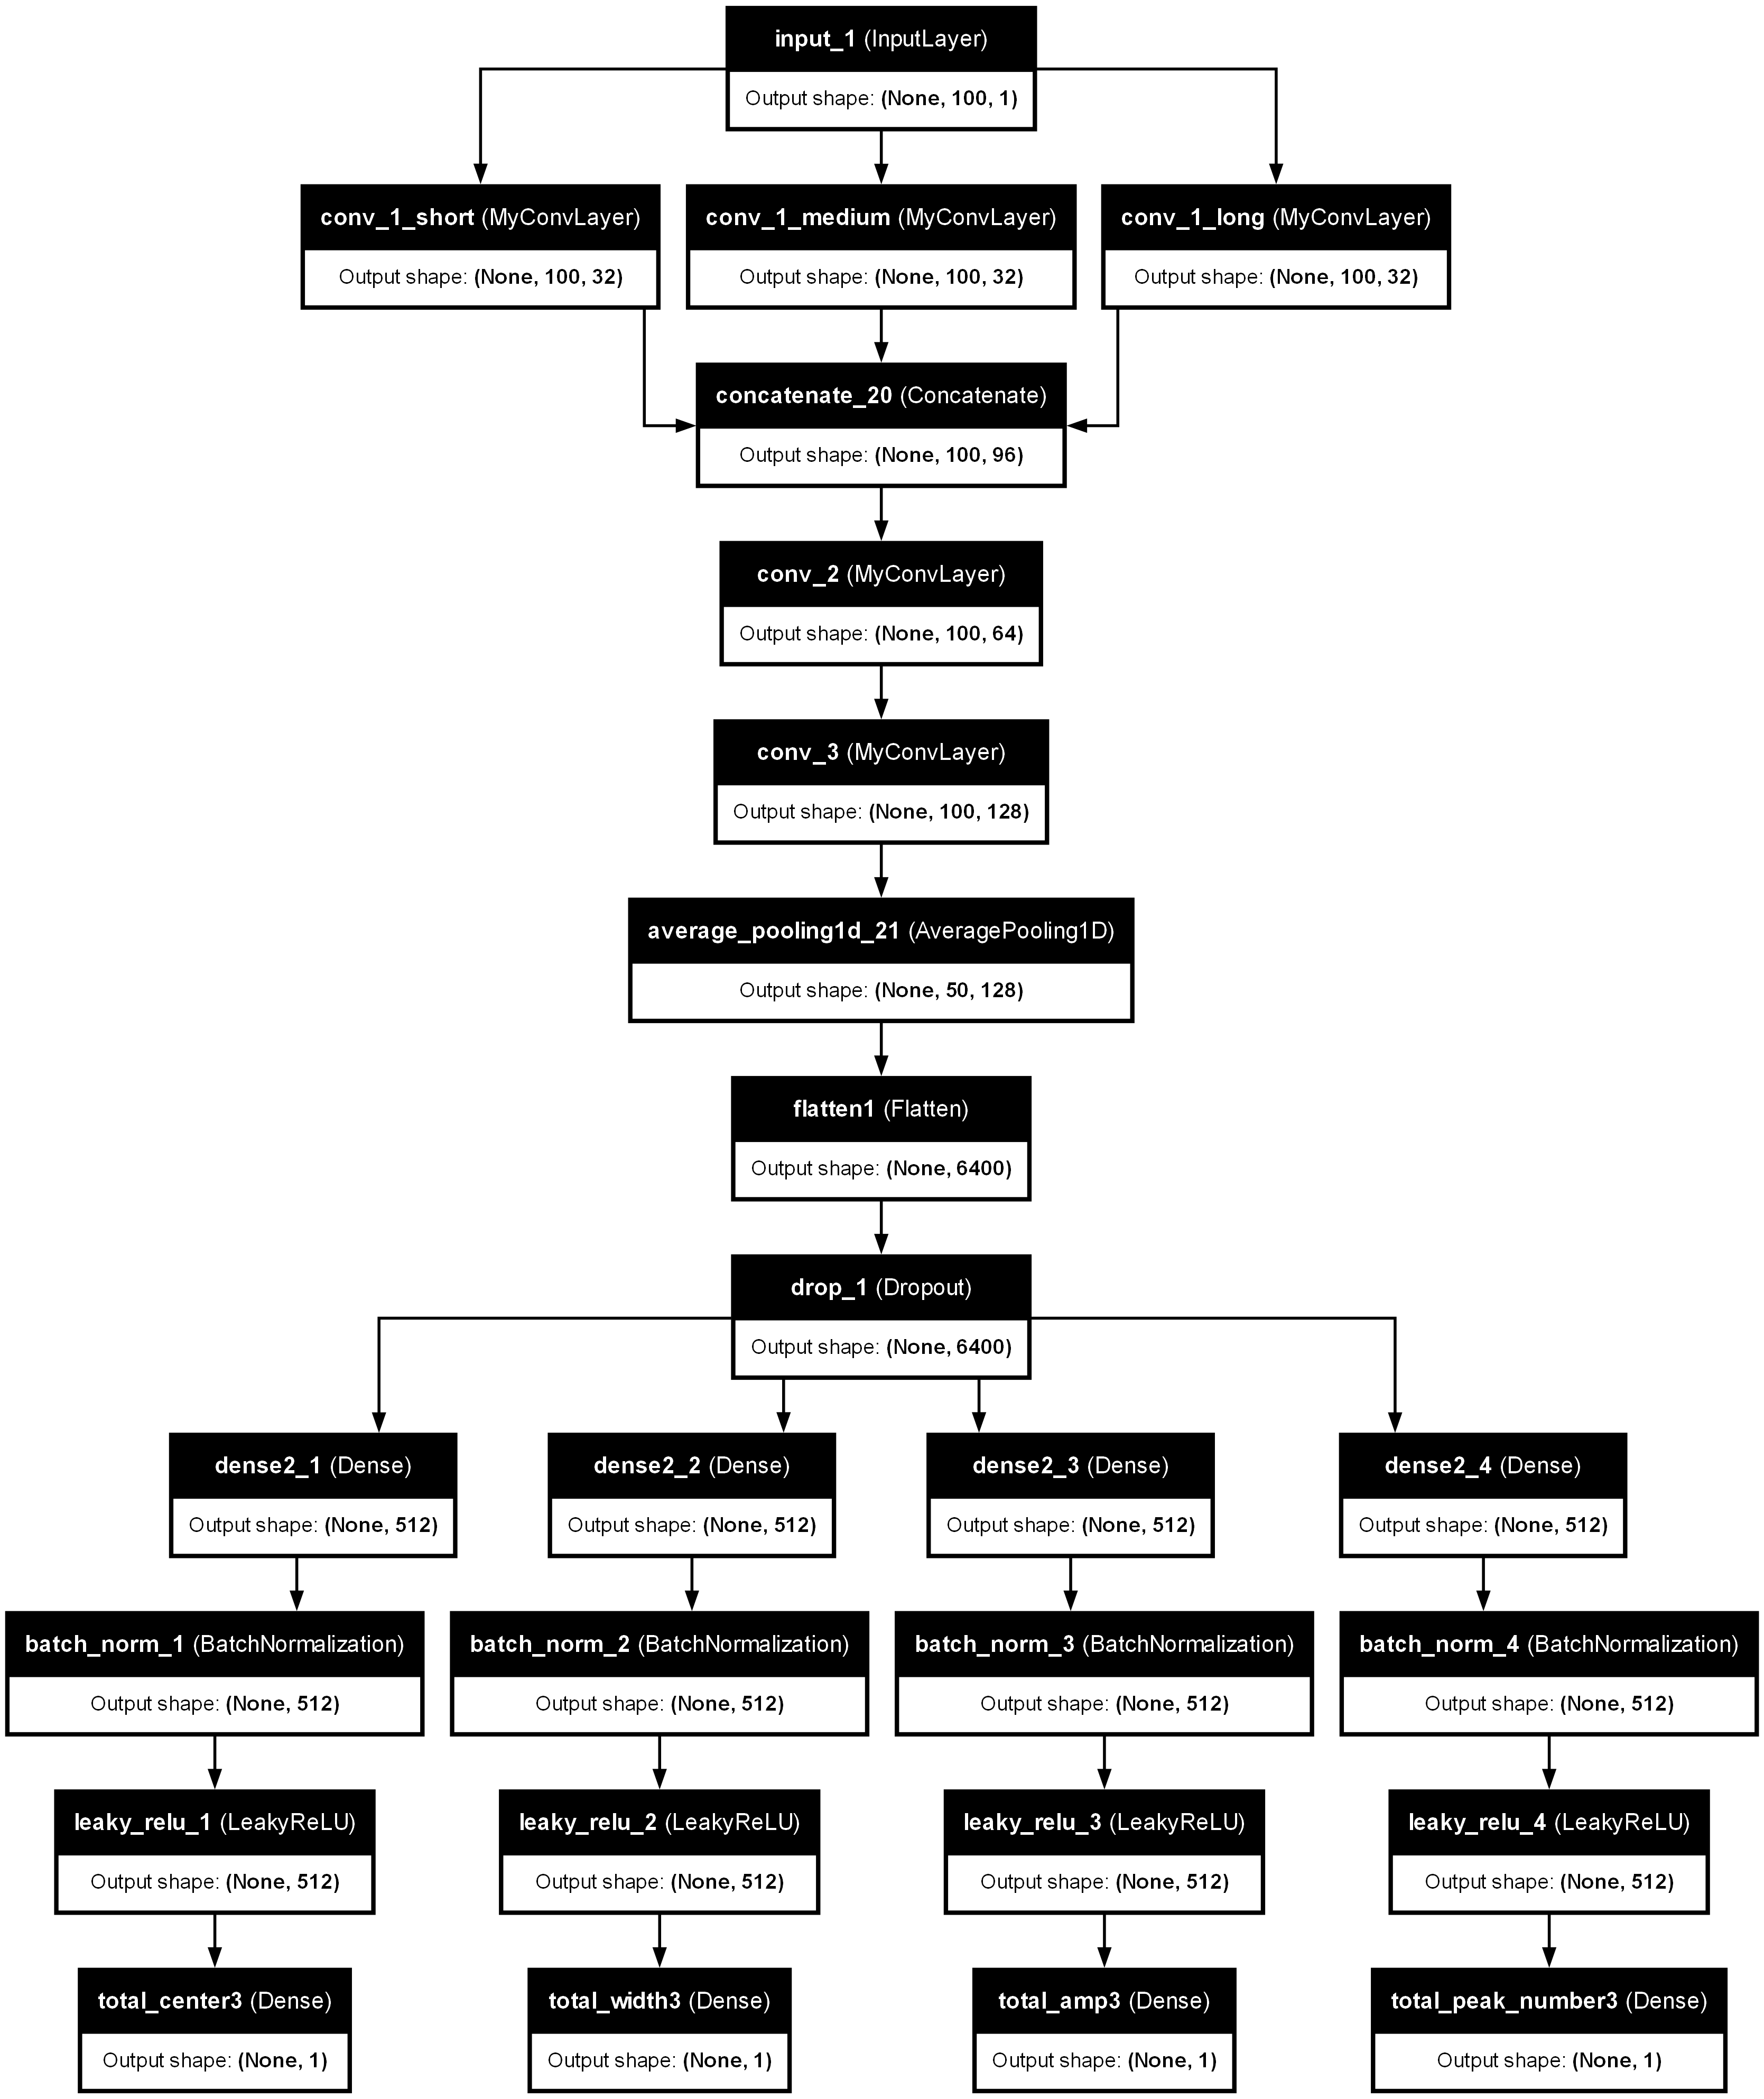 input_1 (InputLayer)
Output shape: (None, 100, 1)
conv_1_short (MyConvLayer)
Output shape: (None, 100, 32)
conv_1_medium (MyConvLayer)
Output shape: (None, 100, 32)
conv_1_long (MyConvLayer)
Output shape: (None, 100, 32)
concatenate_20 (Concatenate)
Output shape: (None, 100, 96)
conv_2 (MyConvLayer)
Output shape: (None, 100, 64)
conv_3 (MyConvLayer)
Output shape: (None, 100, 128)
average_pooling1d_21 (AveragePooling1D)
Output shape: (None, 50, 128)
flatten1 (Flatten)
Output shape: (None, 6400)
drop_1 (Dropout)
Output shape: (None, 6400)
dense2_1 (Dense)
Output shape: (None, 512)
dense2_2 (Dense)
Output shape: (None, 512)
dense2_3 (Dense)
Output shape: (None, 512)
dense2_4 (Dense)
Output shape: (None, 512)
batch_norm_1 (BatchNormalization)
Output shape: (None, 512)
batch_norm_2 (BatchNormalization)
Output shape: (None, 512)
batch_norm_3 (BatchNormalization)
Output shape: (None, 512)
batch_norm_4 (BatchNormalization)
Output shape: (None, 512)
leaky_relu_1 (LeakyReLU)
Output shape: (None, 512)
leaky_relu_2 (LeakyReLU)
Output shape: (None, 512)
leaky_relu_3 (LeakyReLU)
Output shape: (None, 512)
leaky_relu_4 (LeakyReLU)
Output shape: (None, 512)
total_center3 (Dense)
Output shape: (None, 1)
total_width3 (Dense)
Output shape: (None, 1)
total_amp3 (Dense)
Output shape: (None, 1)
total_peak_number3 (Dense)
Output shape: (None, 1)